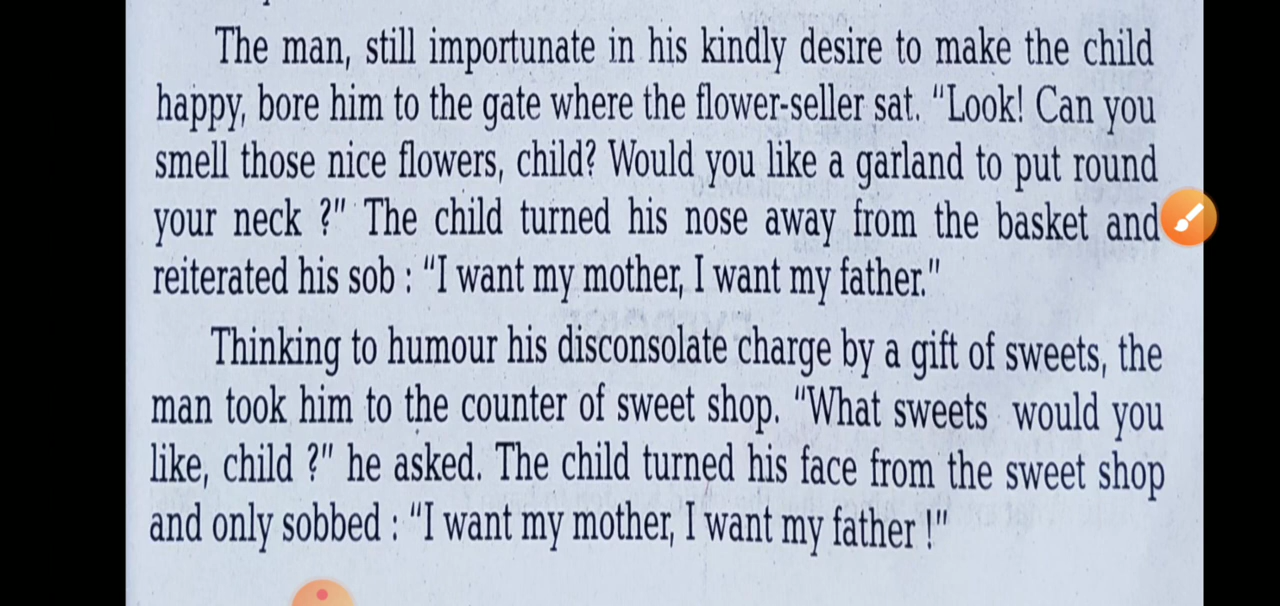 The man, still importunate in his kindly desire to make the child
happy, bore him to the gate where the flower-seller sat. "Look! Can you
smell those nice flowers, child? Would you like a garland to put round
your neck ?" The child turned his nose away from the basket and
reiterated his sob : "I want my mother, I want my father."
Thinking to humour his disconsolate charge by a gift of sweets, the
man took him to the counter of sweet shop. "What sweets would you
like, child ?" he asked. The child turned his face from the sweet shop
and only sobbed : "I want my mother, I want my father !"